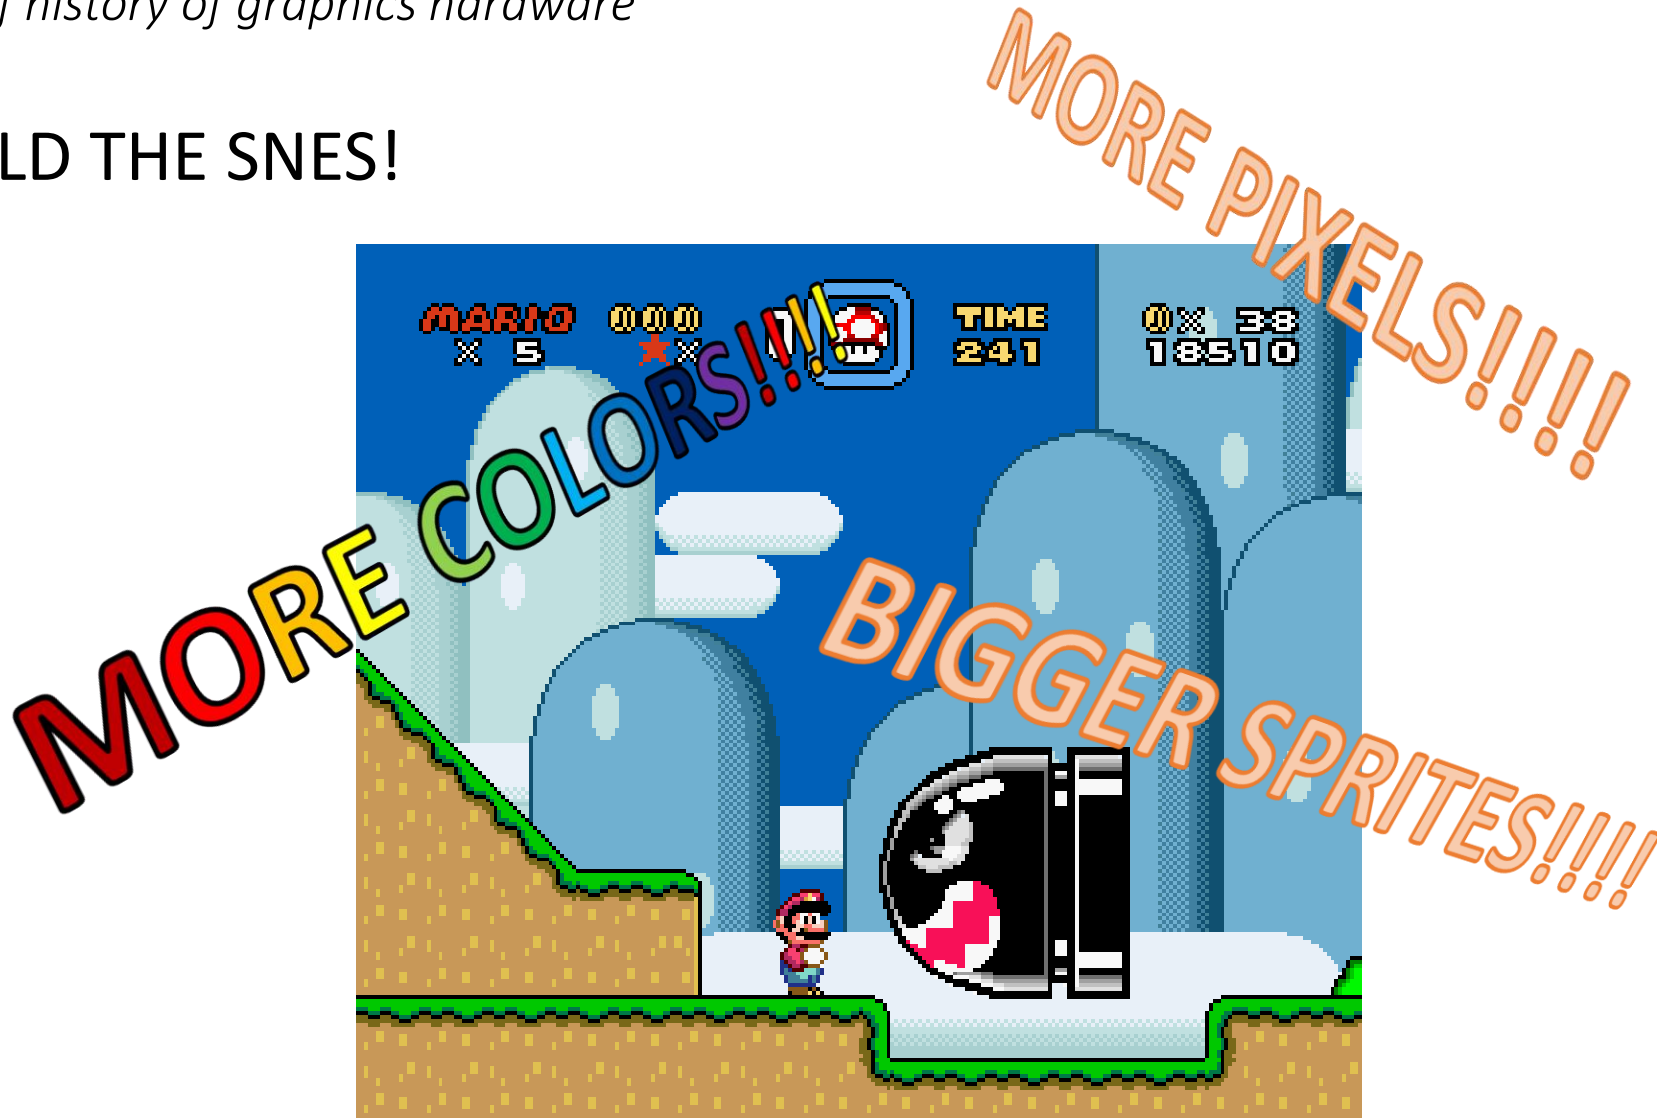 f history of graphics hardware
LD THE SNES!
MORE PIXELS!!!!
MARIO
TIME
x 38
x 5
x
241
18510
MORE COLORS!!!!
BIGGER SPRITES!!!!